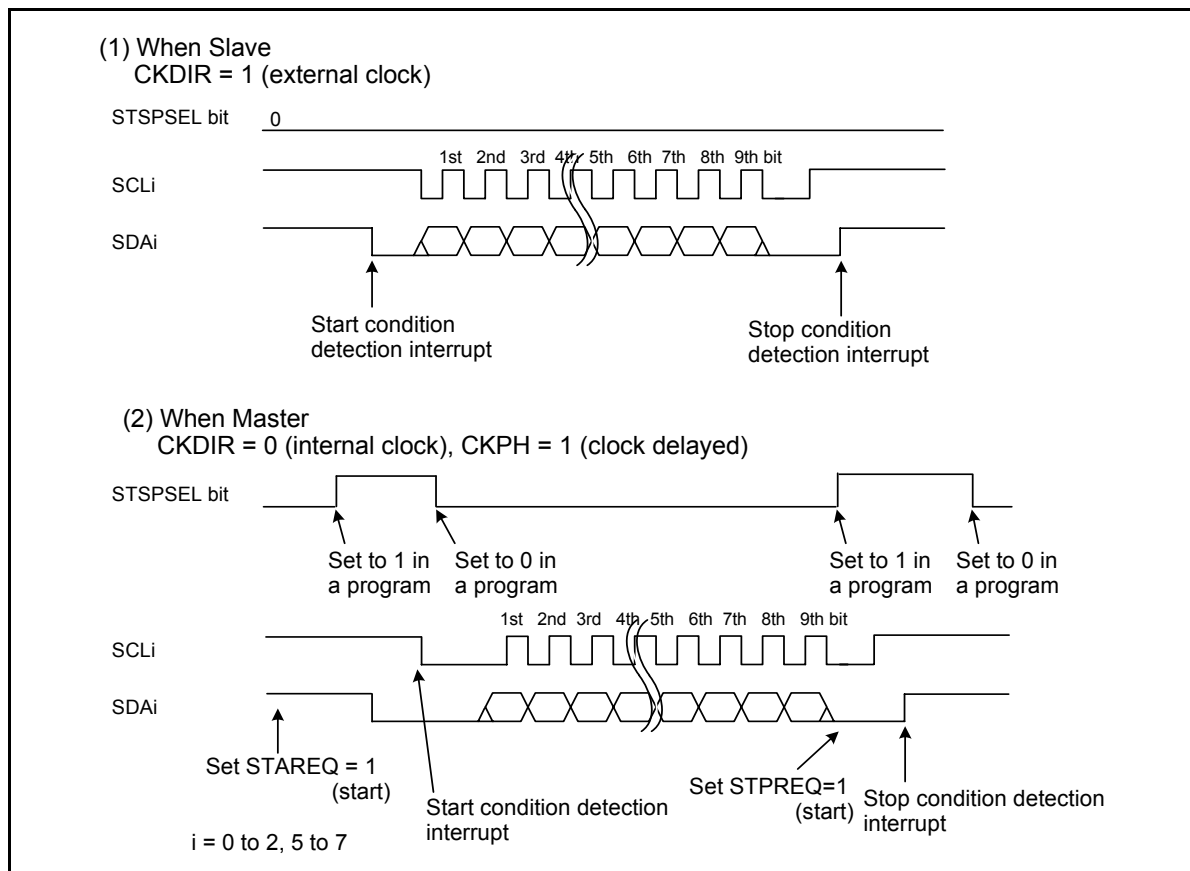 (1) When Slave
CKDIR = 1 (external clock)
STSPSEL bit
0
1st 2nd 3rd 4th 5th 6th 7th 8th 9th bit
SCLi
SDAi
Start condition
detection interrupt
Stop condition
detection interrupt
(2) When Master
CKDIR = 0 (internal clock), CKPH = 1 (clock delayed)
STSPSEL bit
Set to 1 in
a program
Set to 0 in
a program
Set to 1 in
a program
Set to 0 in
a program
1st 2nd 3rd 4th 5th 6th 7th 8th 9th bit
SCLi
SDAi
Set STAREQ = 1
(start)
Start condition detection
interrupt
Set STPREQ=1
(start)
Stop condition detection
interrupt
i = 0 to 2, 5 to 7